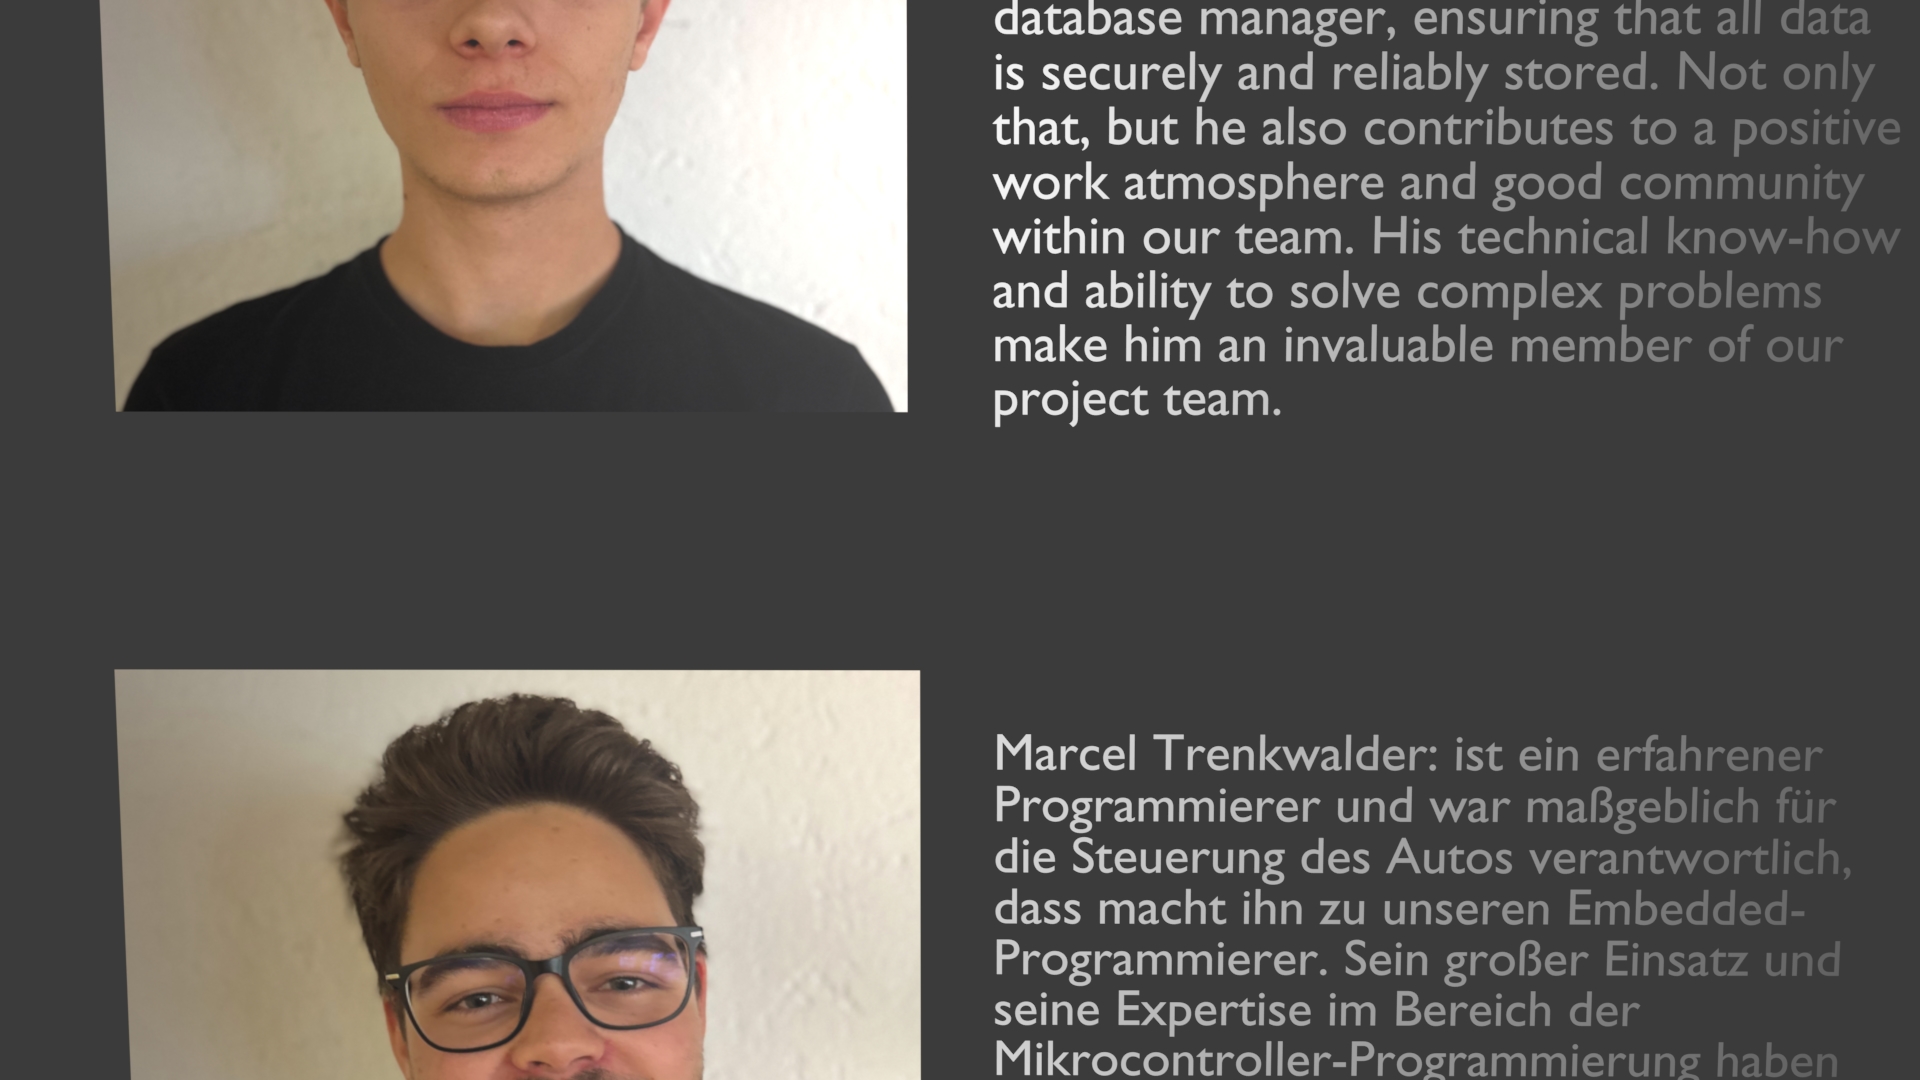 database manager, ensuring that all data
is securely and reliably stored. Not only
that, but he also contributes to a positive
work atmosphere and good community
within our team. His technical know-how
and ability to solve complex problems
make him an invaluable member of our
project team.
Marcel Trenkwalder: ist ein erfahrener
Programmierer und war maßgeblich für
die Steuerung des Autos verantwortlich,
dass macht ihn zu unseren Embedded-
Programmierer. Sein großer Einsatz und
seine Expertise im Bereich der
Mikrocontroller-Programmierung haben